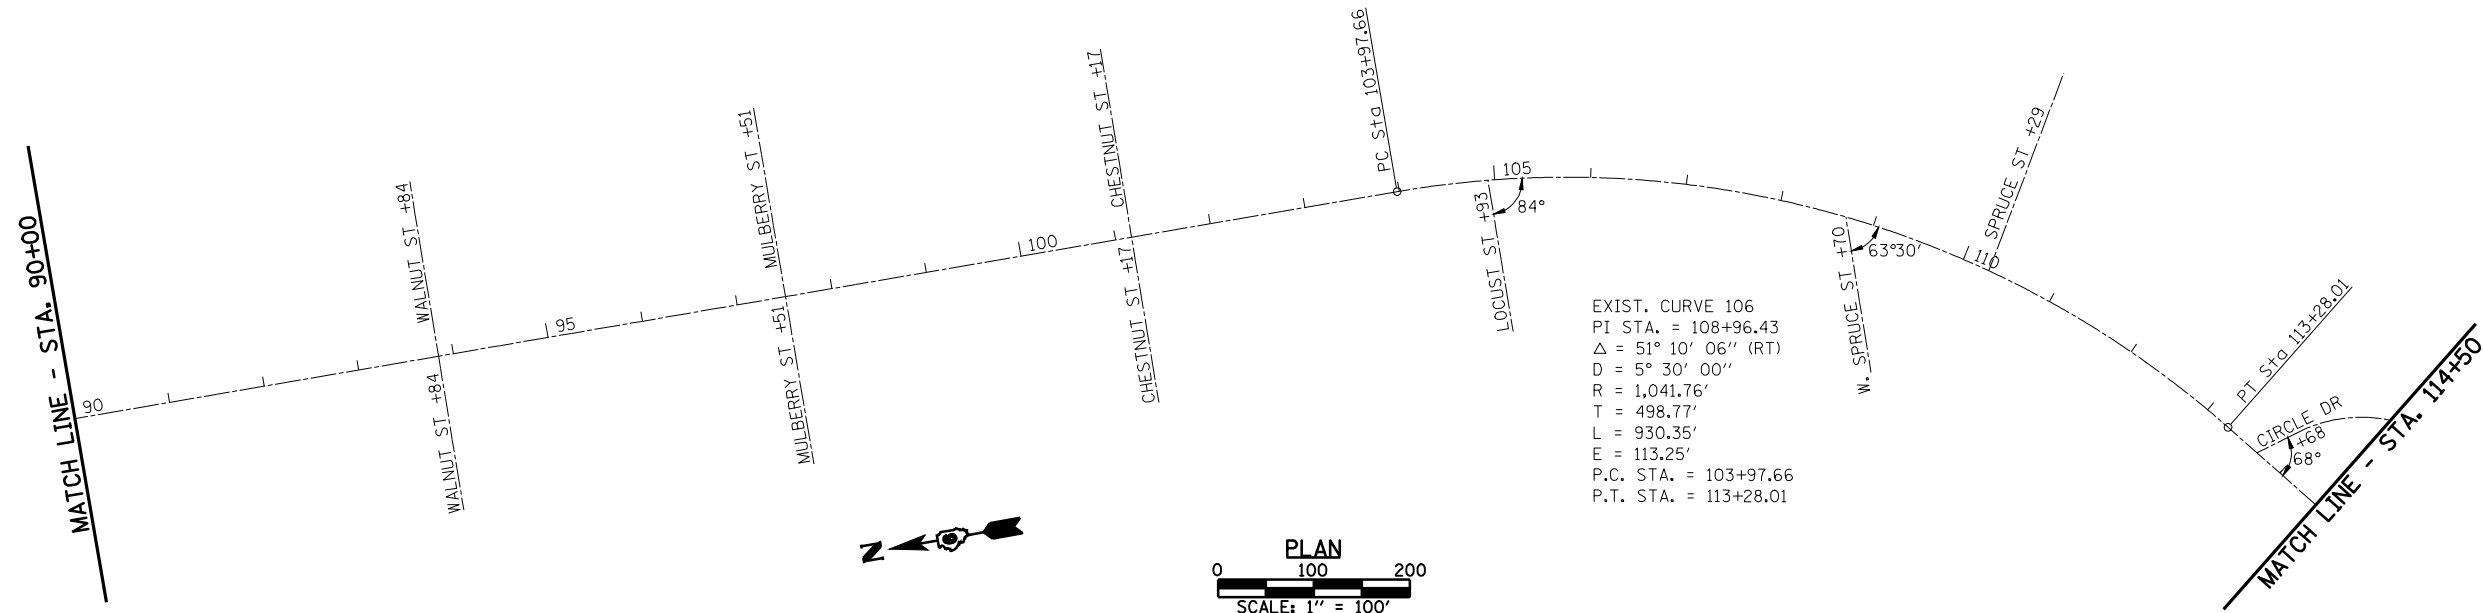 MATCH LINE - STA. 90+00
90
WALNUT ST +84
WALNUT ST +84
95
MULBERRY ST +51
MULBERRY ST +51
100
CHESTNUT ST +17
CHESTNUT ST +17
PC Sta 103+97.66
105
LOCUST ST +93
84°
W. SPRUCE ST +70
63°30'
110
SPRUCE ST +29
EXIST. CURVE 106
PI STA. = 108+96.43
△ = 51° 10' 06'' (RT)
D = 5° 30' 00''
R = 1,041.76'
T = 498.77'
L = 930.35'
E = 113.25'
P.C. STA. = 103+97.66
P.T. STA. = 113+28.01
PT Sta 113+28.01
CIRCLE DR
+68
68°
MATCH LINE - STA. 114+50
N
PLAN
0 100 200
SCALE: 1'' = 100'